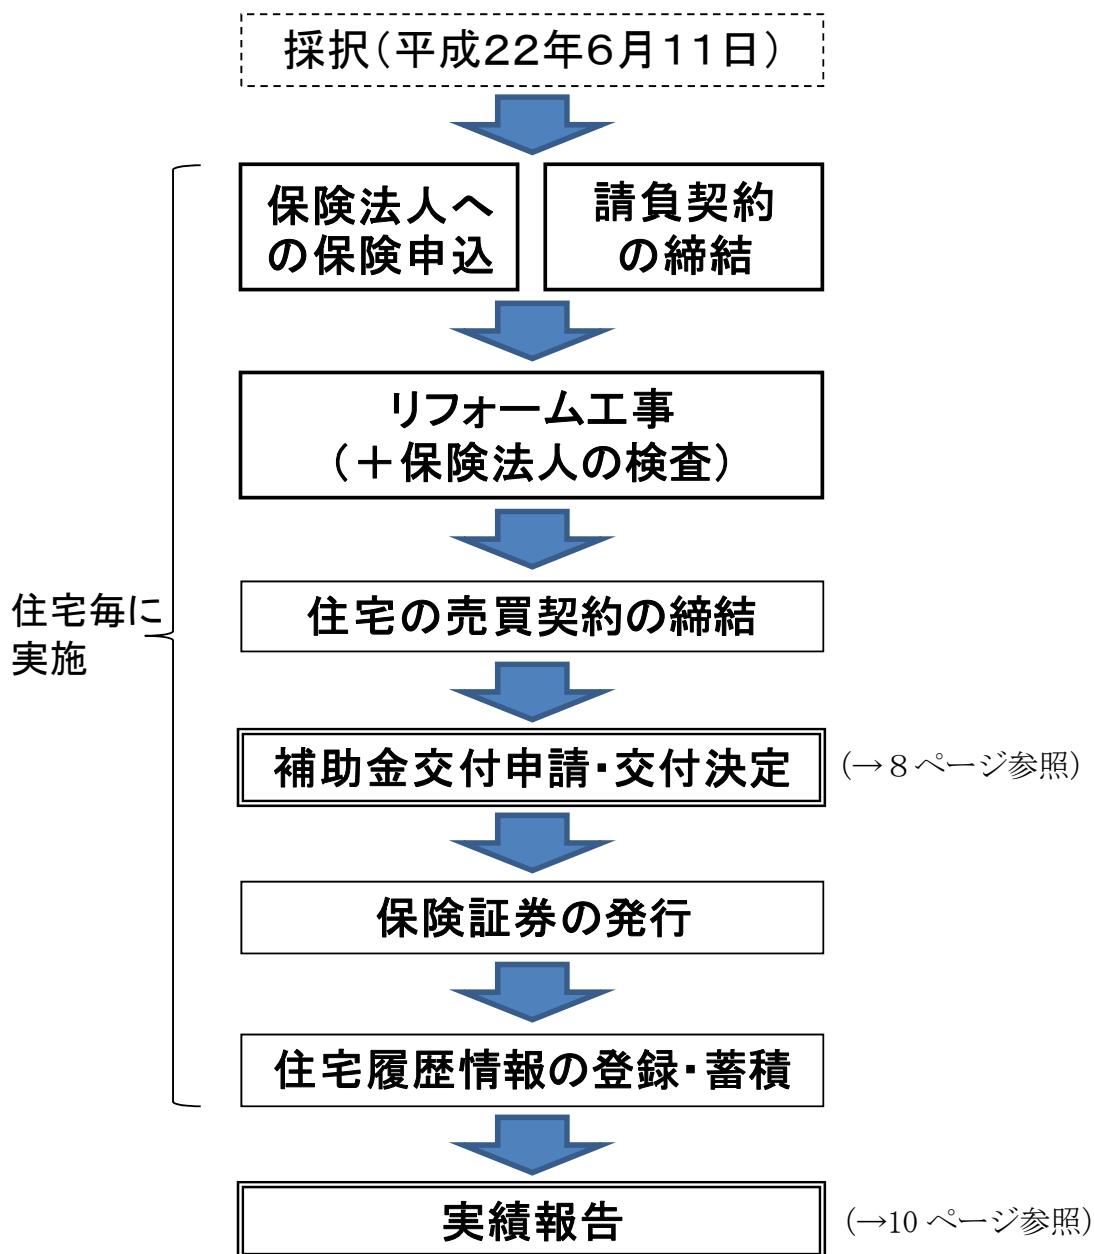 採択（平成２２年６月１１日）
保険法人へ
の保険申込
請負契約
の締結
リフォーム工事
（＋保険法人の検査）
住宅の売買契約の締結
住宅毎に
実施
補助金交付申請・交付決定
（→８ページ参照）
保険証券の発行
住宅履歴情報の登録・蓄積
実績報告
（→10 ページ参照）